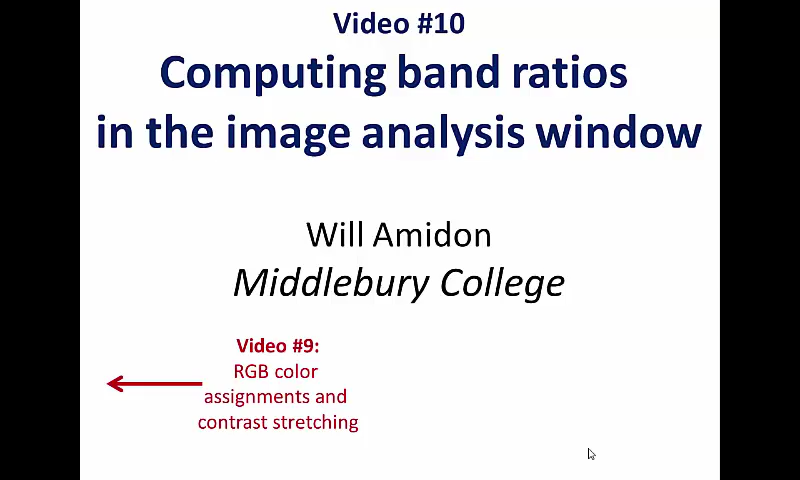 Video #10
Computing band ratios
in the image analysis window
Will Amidon
Middlebury College
Video #9:
RGB color
assignments and
contrast stretching